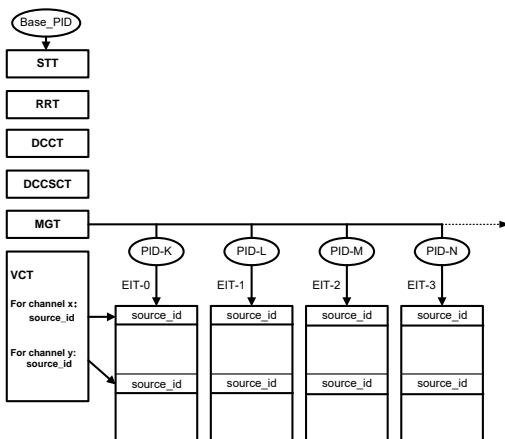 Base_PID
STT
RRT
DCCT
DCCSCT
MGT
PID-K
PID-L
PID-M
PID-N
EIT-0
EIT-1
EIT-2
EIT-3
VCT
For channel x:
source_id
For channel y:
source_id
source_id
source_id
source_id
source_id
source_id
source_id
source_id
source_id